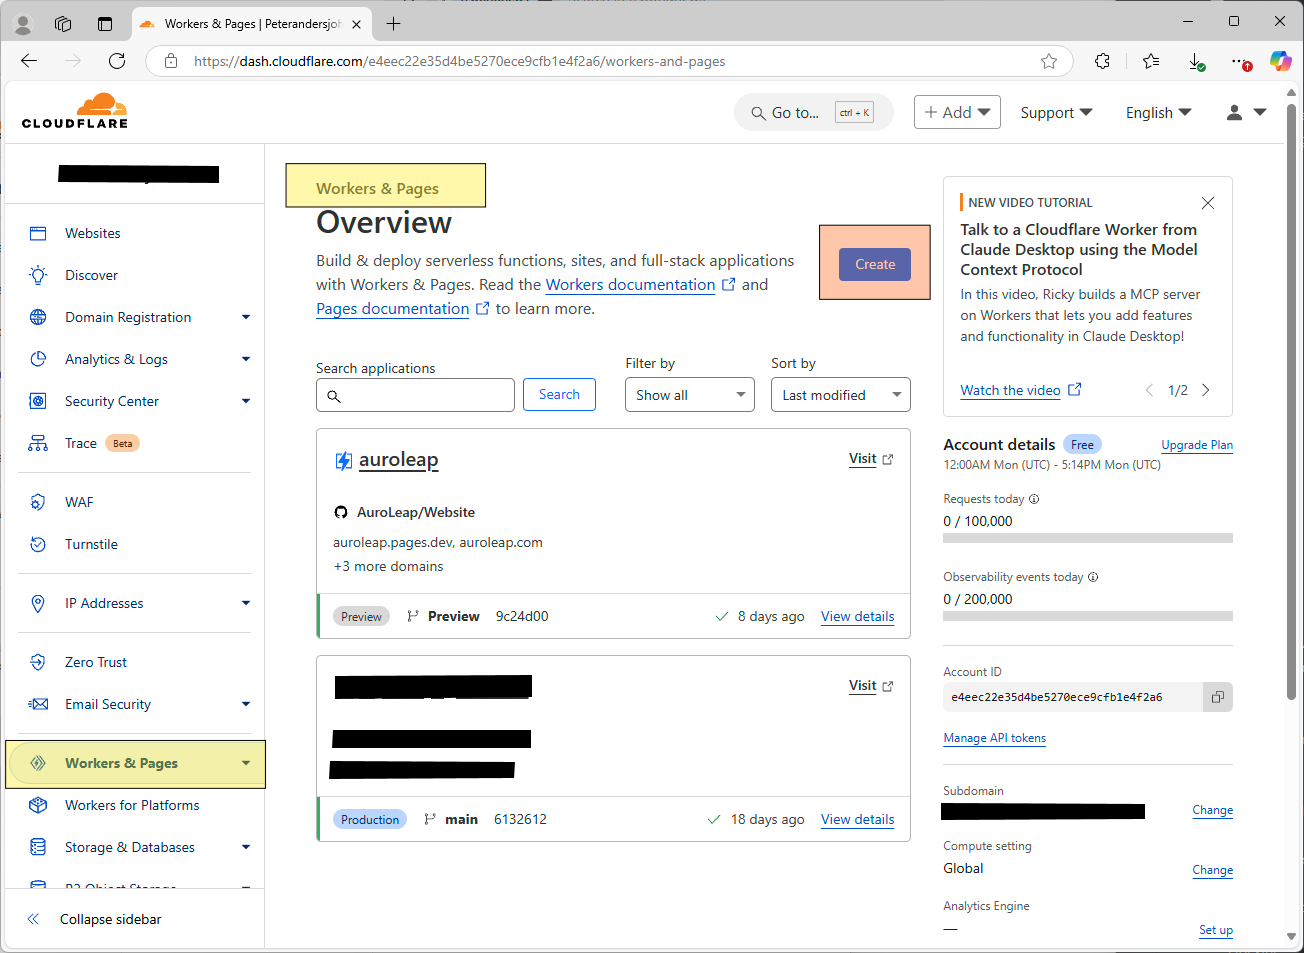 Workers & Pages | Peterandersjoh
https://dash.cloudflare.com/e4eec22e35d4be5270ece9cfb1e4f2a6/workers-and-pages
CLOUDFLARE
Go to... ctrl + K
+ Add
Support
English
Websites
Discover
Domain Registration
Analytics & Logs
Security Center
Trace Beta
WAF
Turnstile
IP Addresses
Zero Trust
Email Security
Workers & Pages
Workers for Platforms
Storage & Databases
R2 Object Storage
Collapse sidebar
Workers & Pages
Overview
Build & deploy serverless functions, sites, and full-stack applications
with Workers & Pages. Read the Workers documentation and
Pages documentation to learn more.
Create
Search applications
Search
Filter by
Show all
Sort by
Last modified
auroleap
Visit
AuroLeap/Website
auroleap.pages.dev, auroleap.com
+3 more domains
Preview Preview 9c24d00 8 days ago View details
Visit
Production main 6132612 18 days ago View details
NEW VIDEO TUTORIAL
Talk to a Cloudflare Worker from
Claude Desktop using the Model
Context Protocol
In this video, Ricky builds a MCP server
on Workers that lets you add features
and functionality in Claude Desktop!
Watch the video 1/2
Account details Free Upgrade Plan
12:00AM Mon (UTC) - 5:14PM Mon (UTC)
Requests today
0 / 100,000
Observability events today
0 / 200,000
Account ID
e4eec22e35d4be5270ece9cfb1e4f2a6
Manage API tokens
Subdomain
Change
Compute setting
Global
Change
Analytics Engine
—
Set up